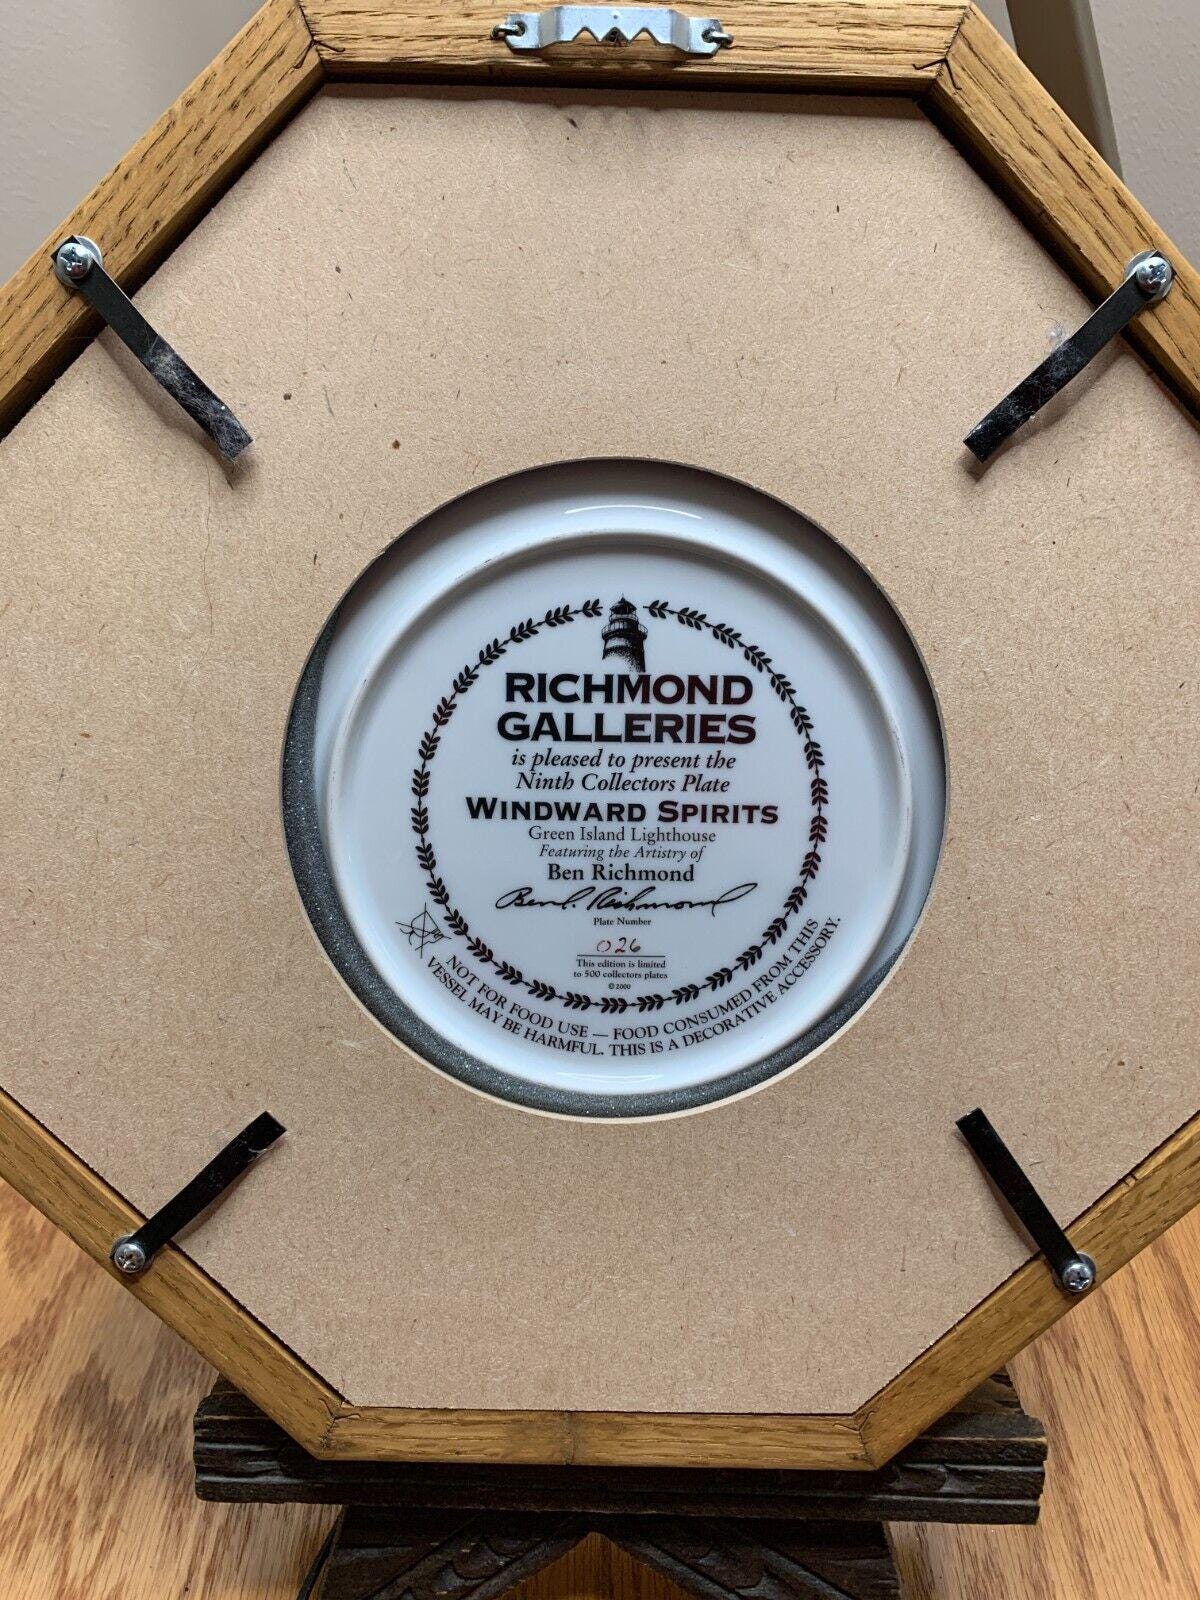 RICHMOND
GALLERIES
is pleased to present the
Ninth Collectors Plate
WINDWARD SPIRITS
Green Island Lighthouse
Featuring the Artistry of
Ben Richmond
Ben C. Richmond
Plate Number
026
This edition is limited
to 500 collectors plates
©2000
NOT FOR FOOD USE — FOOD CONSUMED FROM THIS
VESSEL MAY BE HARMFUL. THIS IS A DECORATIVE ACCESSORY.